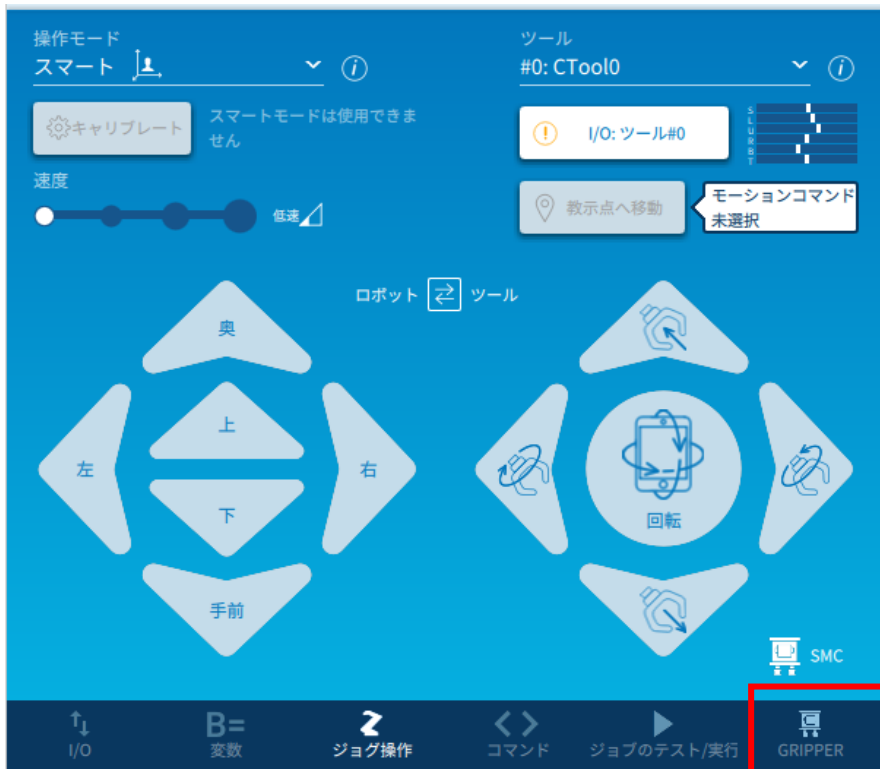 操作モード
スマート
ツール
#0: CTool0
キャリブレート
スマートモードは使用できま
せん
I/O: ツール#0
S
L
U
R
B
T
速度
低速
教示点へ移動
モーションコマンド
未選択
ロボット
ツール
奥
上
左
右
下
手前
回転
SMC
I/O
B=
変数
ジョグ操作
コマンド
ジョブのテスト/実行
GRIPPER